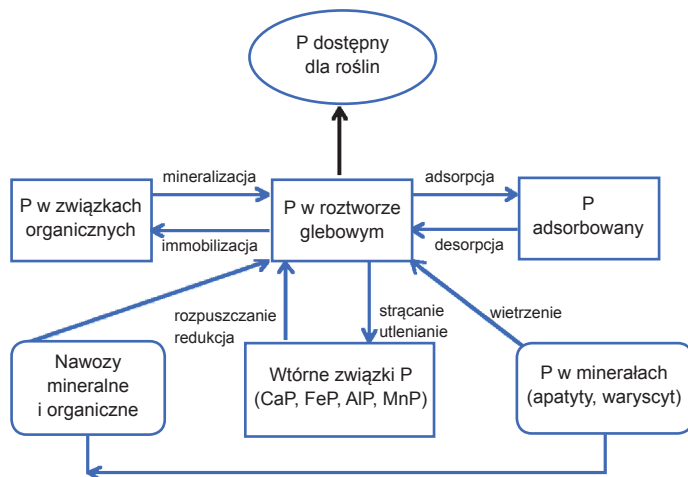 P dostępny
dla roślin
mineralizacja
adsorpcja
P w związkach
organicznych
P w roztworze
glebowym
P
adsorbowany
immobilizacja
desorpcja
rozpuszczanie
redukcja
strącanie
utlenianie
wietrzenie
Nawozy
mineralne
i organiczne
Wtórne związki P
(CaP, FeP, AlP, MnP)
P w minerałach
(apatyty, waryscyt)